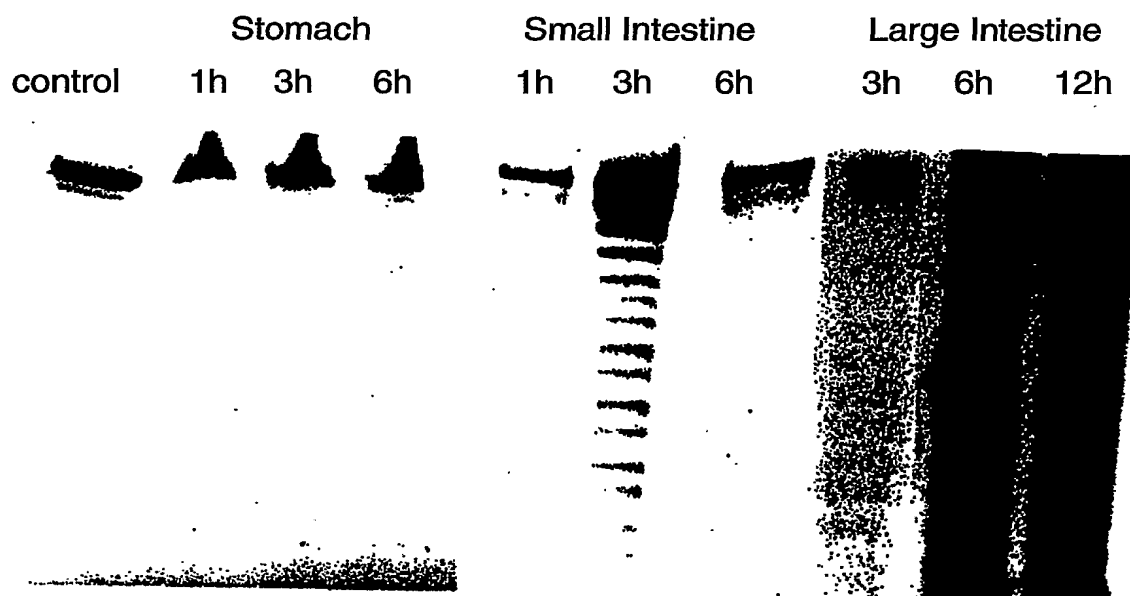 Stomach Small Intestine Large Intestine
control 1h 3h 6h 1h 3h 6h 3h 6h 12h